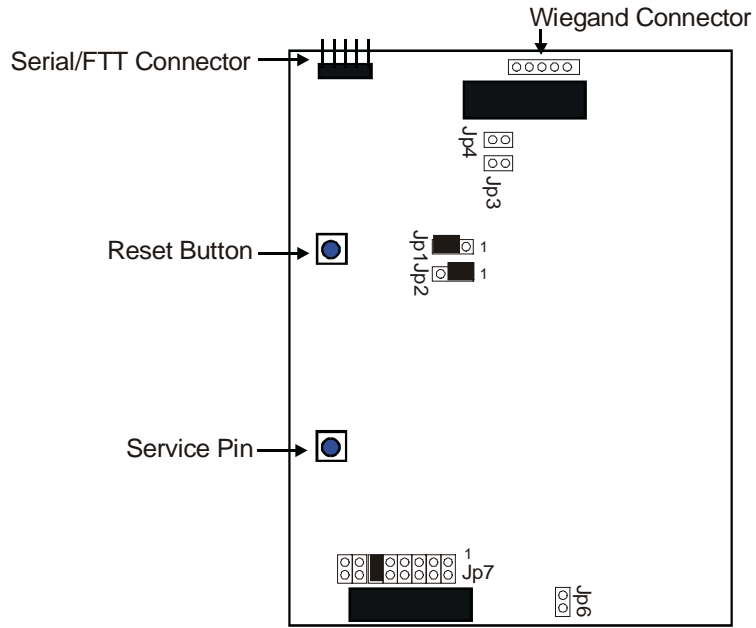 Wiegand Connector
Serial/FTT Connector
Jp4
Jp3
Reset Button
Jp1
1
Jp2
1
Service Pin
1
Jp7
Jp6